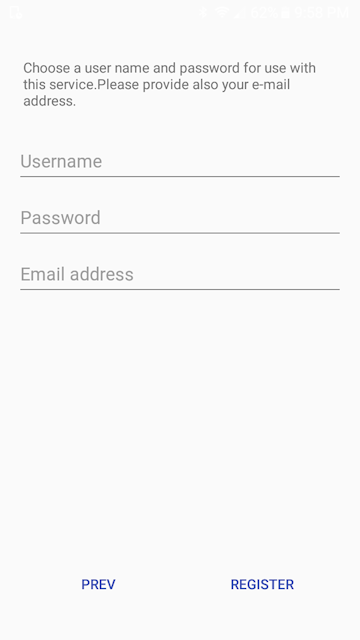 Choose a user name and password for use with
this service.Please provide also your e-mail
address.
Username
Password
Email address
PREV
REGISTER